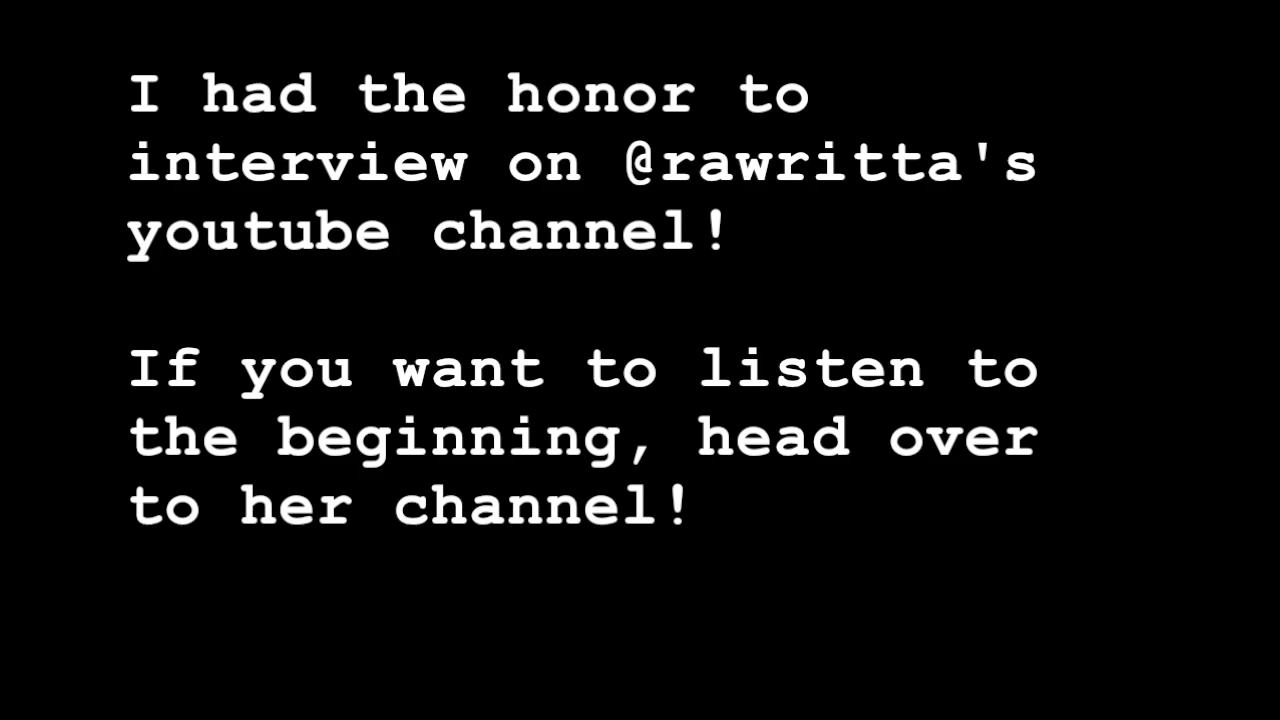 I had the honor to
interview on @rawritta's
youtube channel!
If you want to listen to
the beginning, head over
to her channel!